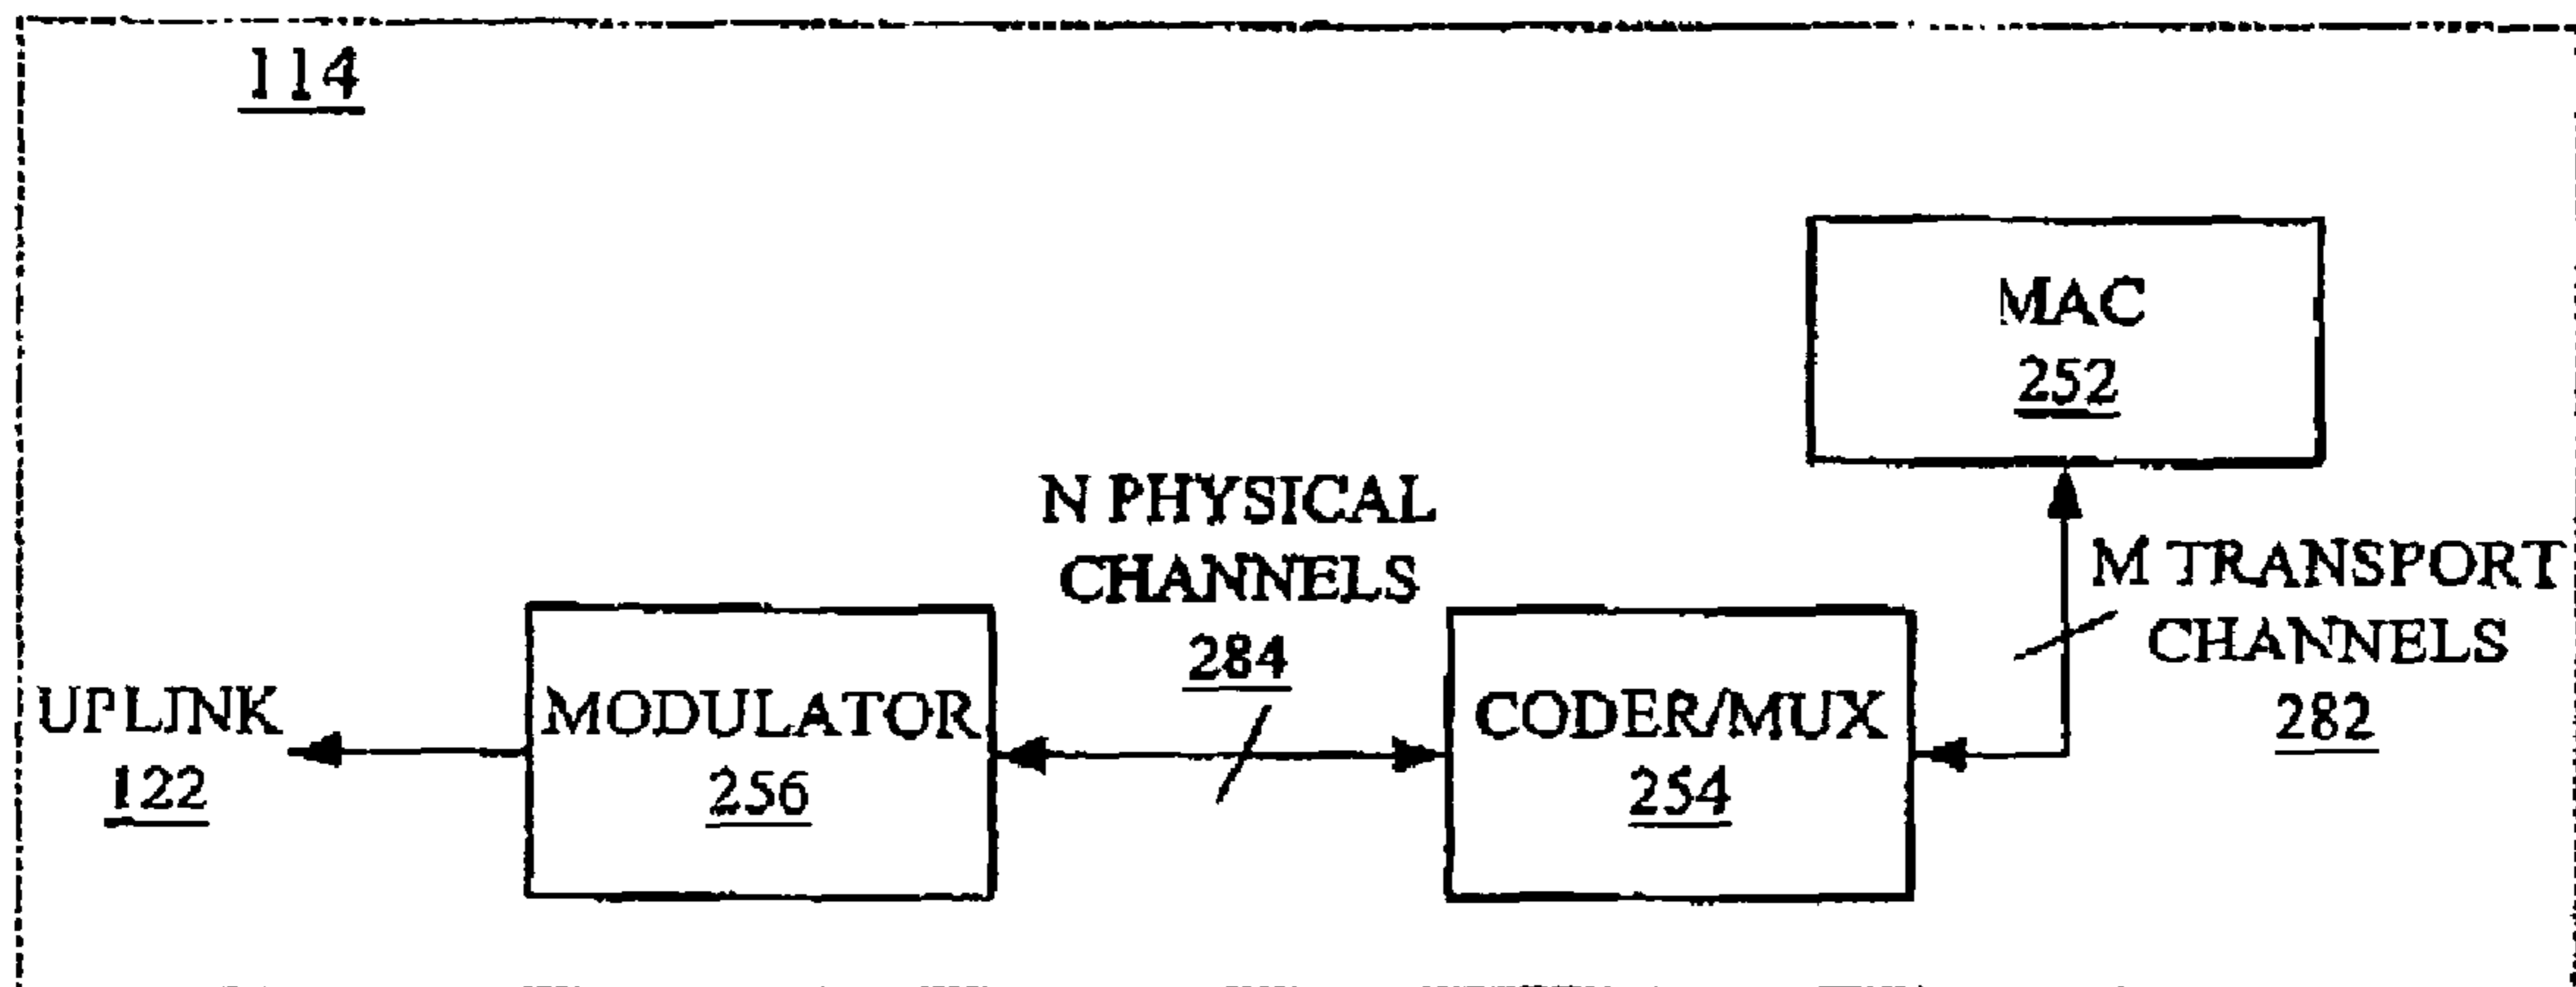 114
MAC
252
N PHYSICAL
CHANNELS
284
M TRANSPORT
CHANNELS
282
UPLINK
122
MODULATOR
256
CODER/MUX
254